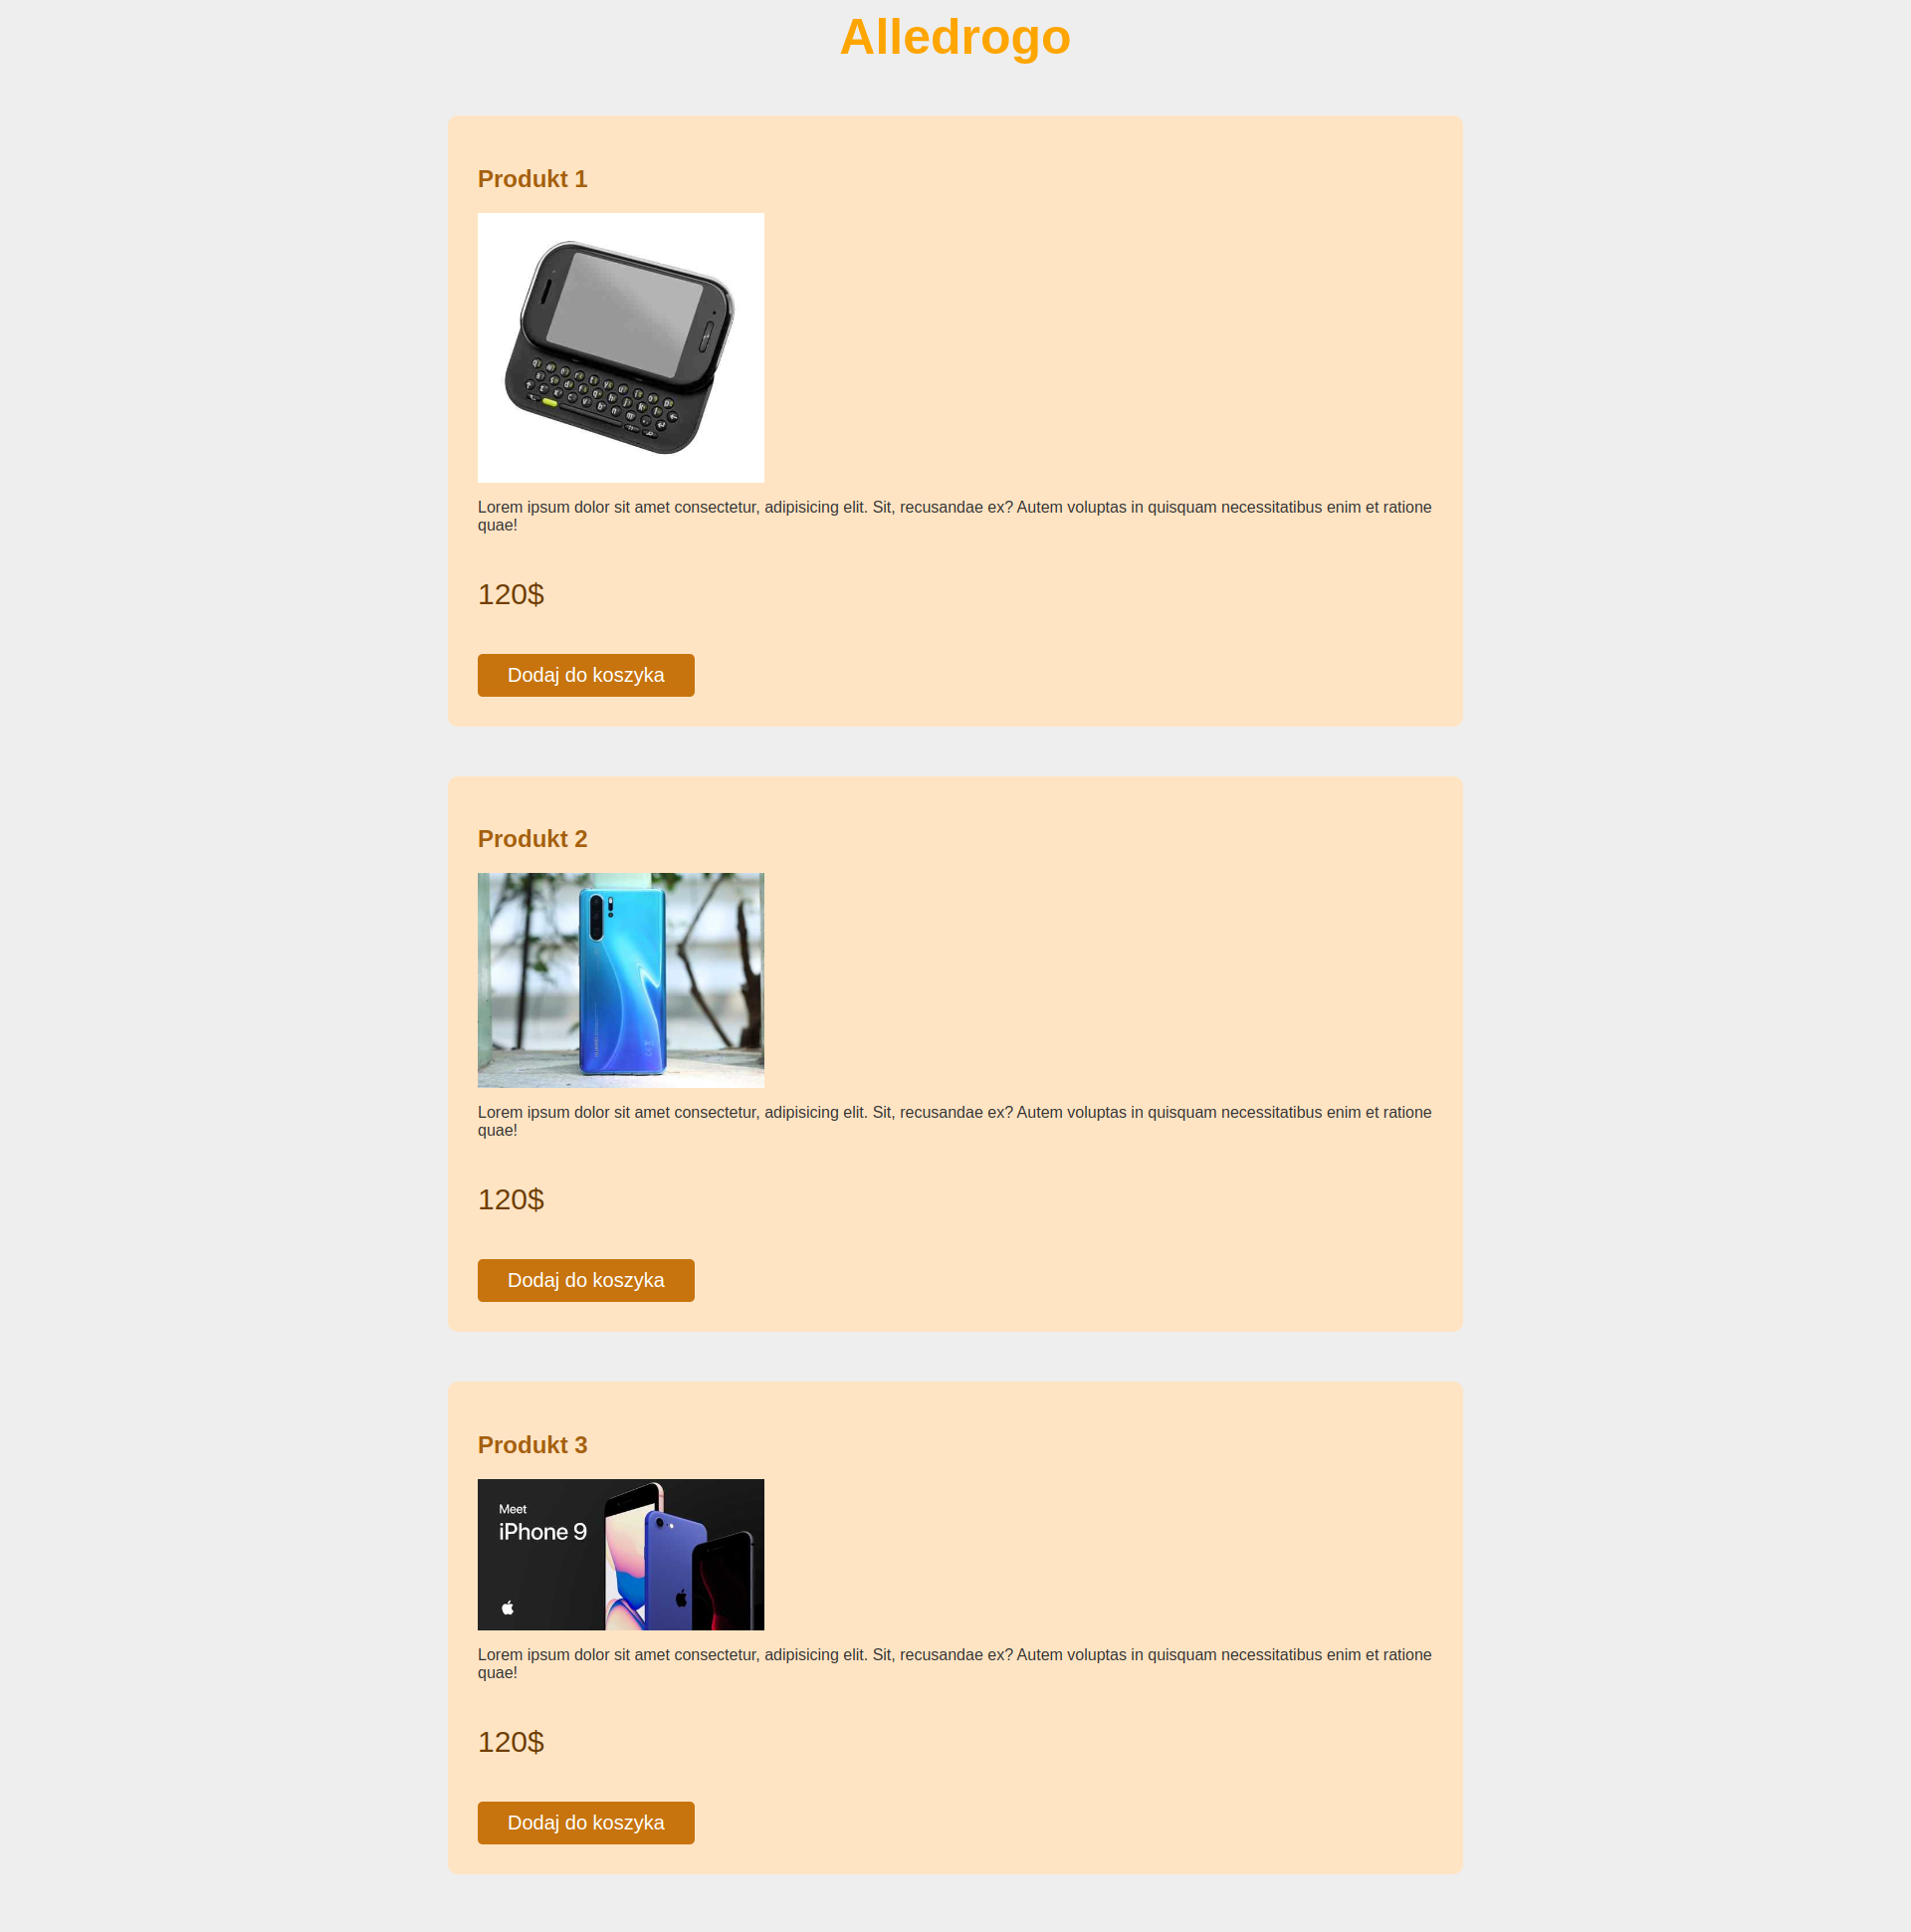 Alledrogo
Produkt 1
Lorem ipsum dolor sit amet consectetur, adipisicing elit. Sit, recusandae ex? Autem voluptas in quisquam necessitatibus enim et ratione
quae!
120$
Dodaj do koszyka
Produkt 2
Lorem ipsum dolor sit amet consectetur, adipisicing elit. Sit, recusandae ex? Autem voluptas in quisquam necessitatibus enim et ratione
quae!
120$
Dodaj do koszyka
Produkt 3
Meet
iPhone 9
Lorem ipsum dolor sit amet consectetur, adipisicing elit. Sit, recusandae ex? Autem voluptas in quisquam necessitatibus enim et ratione
quae!
120$
Dodaj do koszyka